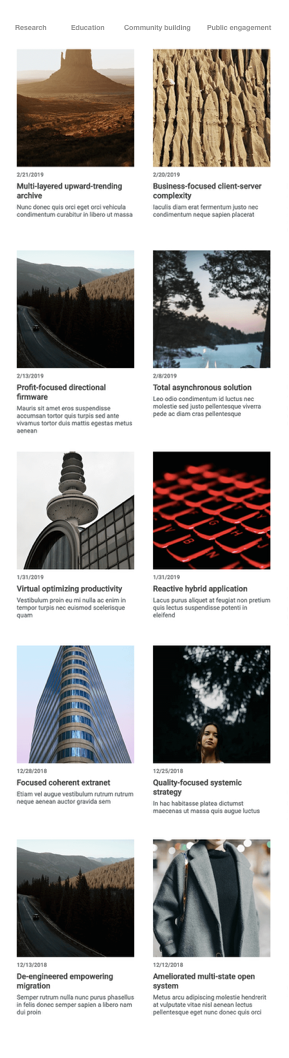 Research Education Community building Public engagement
2/21/2019
Multi-layered upward-trending
archive
Nunc donec quis orci eget orci vehicula
condimentum curabitur in libero ut massa
2/20/2019
Business-focused client-server
complexity
Iaculis diam erat fermentum justo nec
condimentum neque sapien placerat
2/13/2019
Profit-focused directional
firmware
Mauris sit amet eros suspendisse
accumsan tortor quis turpis sed ante
vivamus tortor duis mattis egestas metus
aenean
2/8/2019
Total asynchronous solution
Leo odio condimentum id luctus nec
molestie sed justo pellentesque viverra
pede ac diam cras pellentesque
1/31/2019
Virtual optimizing productivity
Vestibulum proin eu mi nulla ac enim in
tempor turpis nec euismod scelerisque
quam
1/31/2019
Reactive hybrid application
Lacus purus aliquet at feugiat non pretium
quis lectus suspendisse potenti in
eleifend
12/28/2018
Focused coherent extranet
Etiam vel augue vestibulum rutrum rutrum
neque aenean auctor gravida sem
12/25/2018
Quality-focused systemic
strategy
In hac habitasse platea dictumst
maecenas ut massa quis augue luctus
12/13/2018
De-engineered empowering
migration
Semper rutrum nulla nunc purus phasellus
in felis donec semper sapien a libero nam
dui proin
12/12/2018
Ameliorated multi-state open
system
Metus arcu adipiscing molestie hendrerit
at vulputate vitae nisl aenean lectus
pellentesque eget nunc donec quis orci